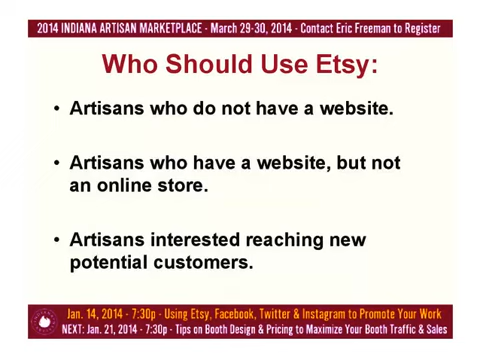 2014 INDIANA ARTISAN MARKETPLACE - March 29-30, 2014 - Contact Eric Freeman to Register
Who Should Use Etsy:
• Artisans who do not have a website.
• Artisans who have a website, but not
an online store.
• Artisans interested reaching new
potential customers.
Jan. 14, 2014 - 7:30p - Using Etsy, Facebook, Twitter & Instagram to Promote Your Work
NEXT: Jan. 21, 2014 - 7:30p - Tips on Booth Design & Pricing to Maximize Your Booth Traffic & Sales